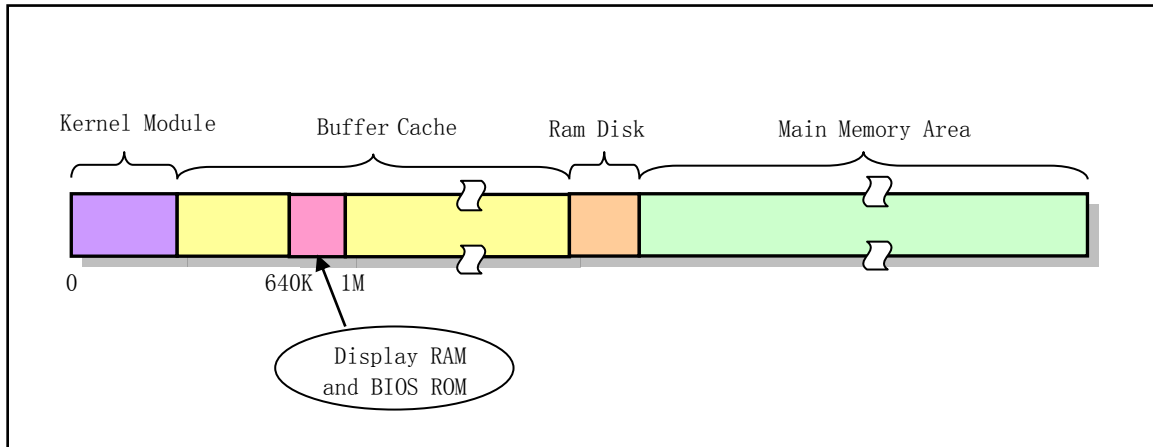 Kernel Module
Buffer Cache
Ram Disk
Main Memory Area
0
640K
1M
Display RAM
and BIOS ROM